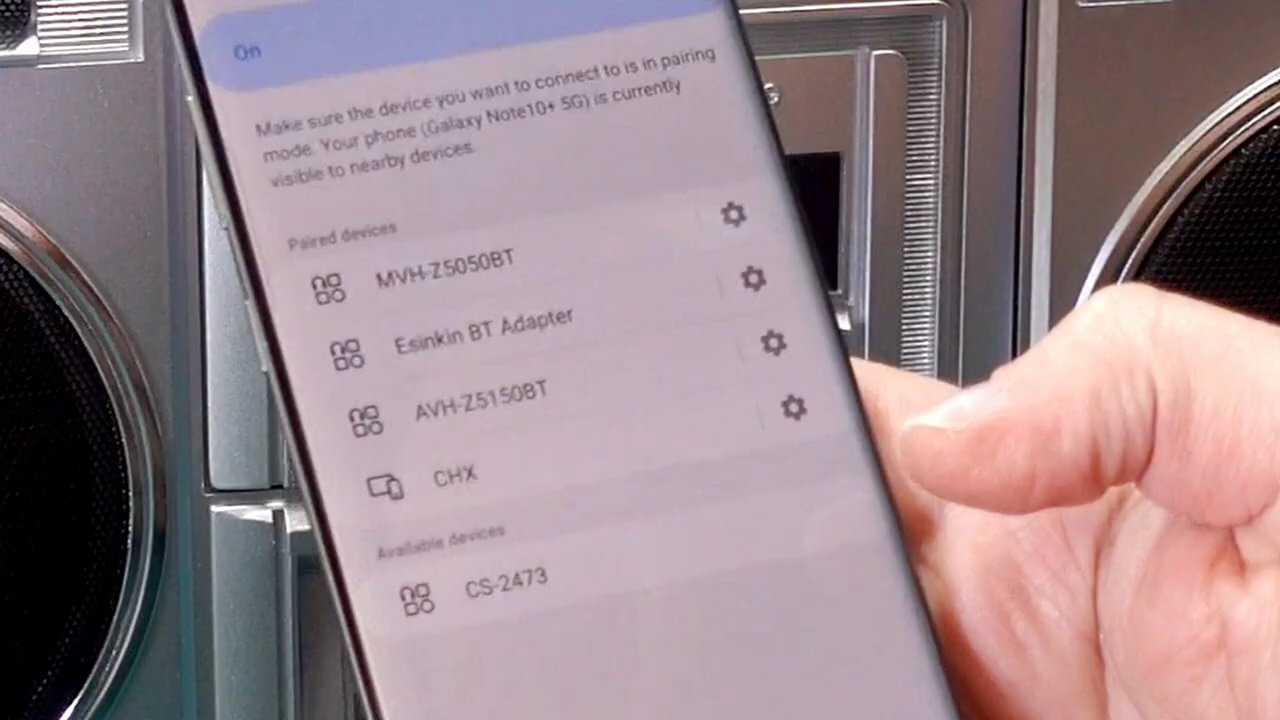 On
Make sure the device you want to connect to is in pairing
mode. Your phone (Galaxy Note10+ 5G) is currently
visible to nearby devices.
Paired devices
MVH-Z5050BT
Esinkin BT Adapter
AVH-Z5150BT
CHX
Available devices
CS-2473